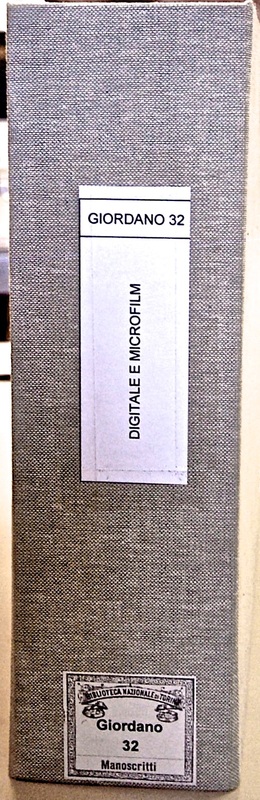 GIORDANO 32
DIGITALE E MICROFILM
BIBLIOTECA NAZIONALE DI TORINO
Giordano
32
Manoscritti